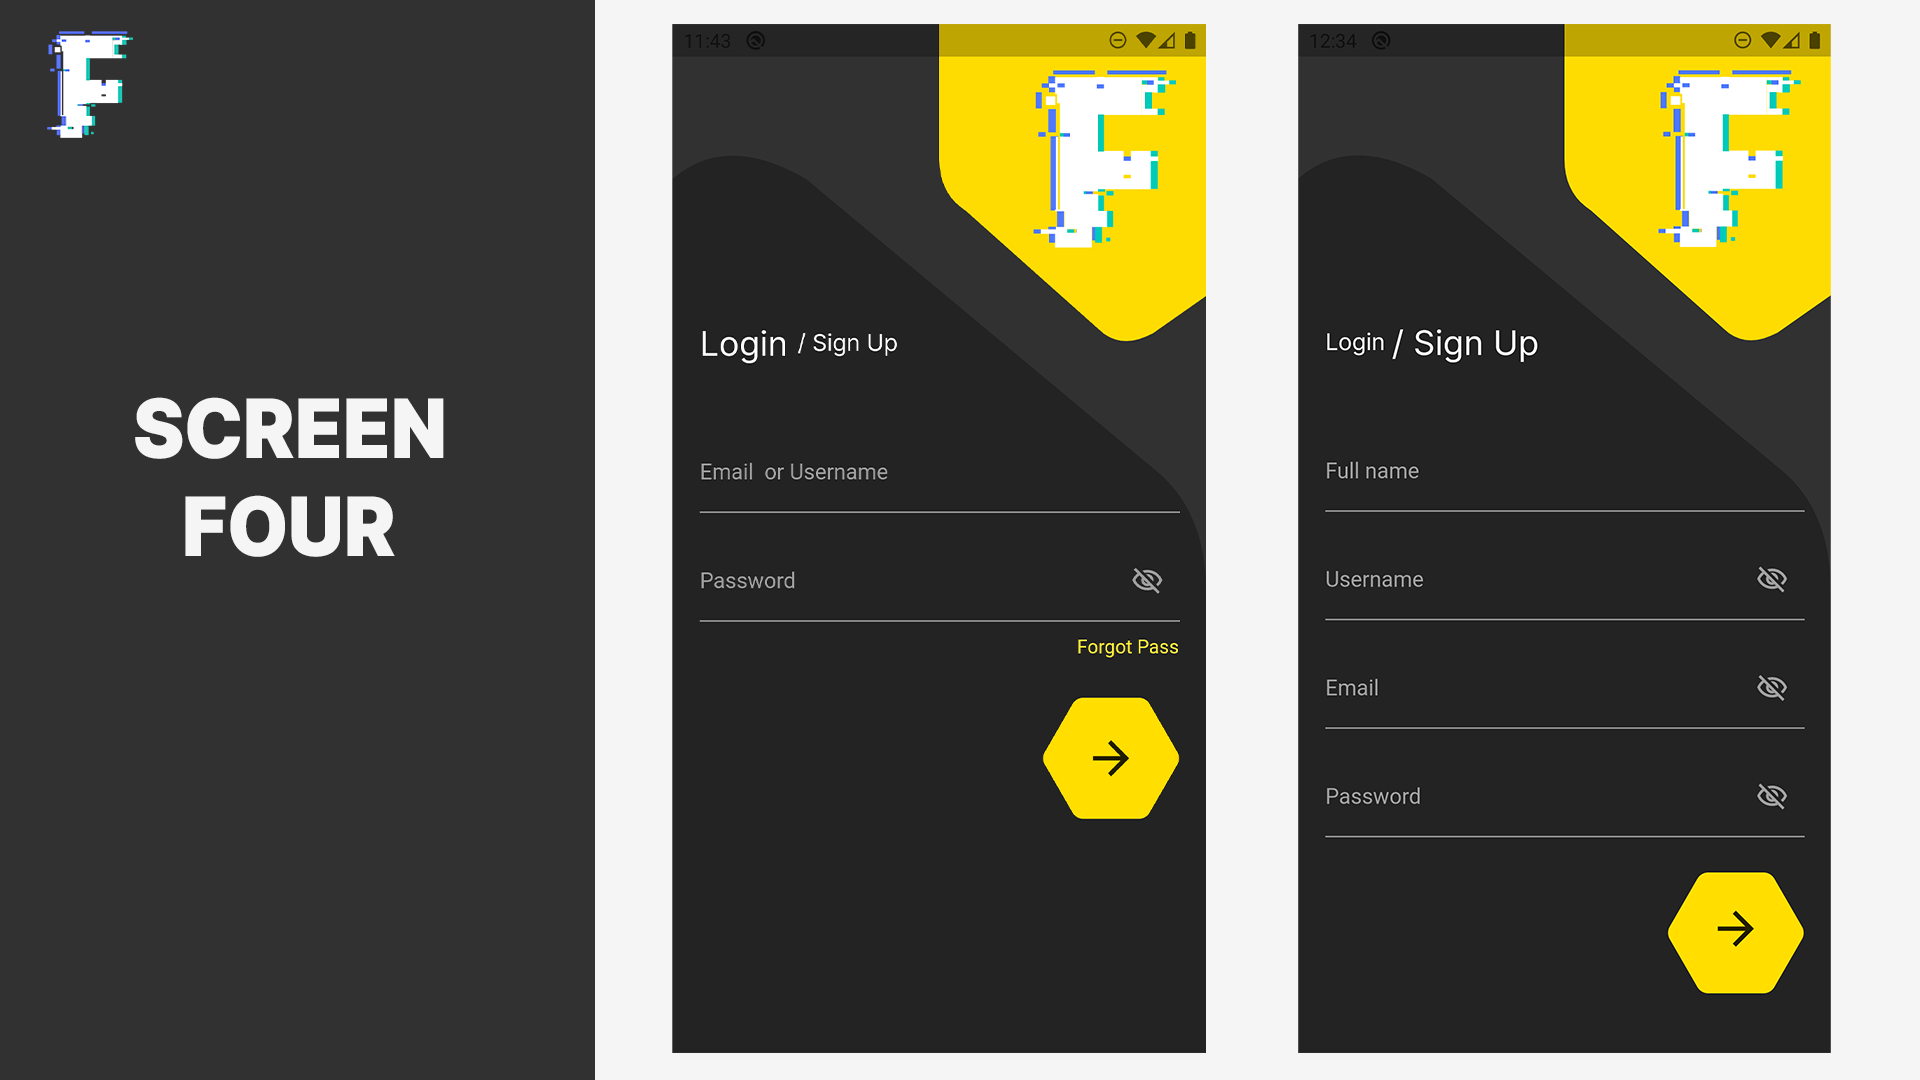 F
SCREEN
FOUR
11:43
F
Login / Sign Up
Email  or Username
Password
Forgot Pass
12:34
F
Login / Sign Up
Full name
Username
Email
Password